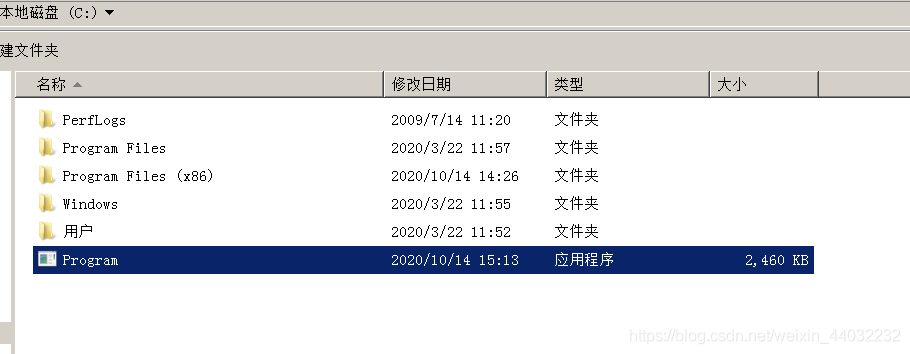 本地磁盘 (C:)
建文件夹
名称 修改日期 类型 大小
PerfLogs 2009/7/14 11:20 文件夹
Program Files 2020/3/22 11:57 文件夹
Program Files (x86) 2020/10/14 14:26 文件夹
Windows 2020/3/22 11:55 文件夹
用户 2020/3/22 11:52 文件夹
Program 2020/10/14 15:13 应用程序 2,460 KB
https://blog.csdn.net/weixin_44032232